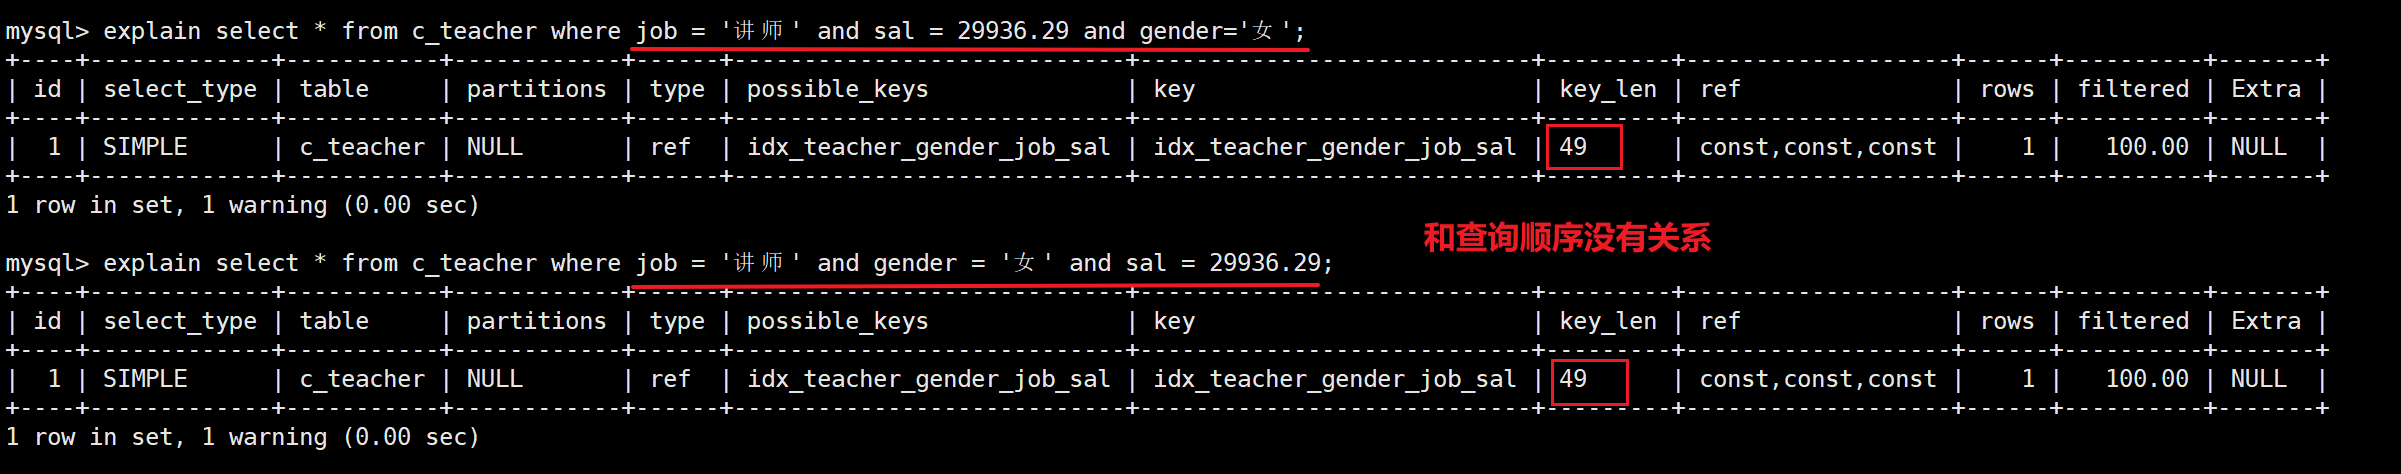 mysql> explain select * from c_teacher where job = '讲师' and sal = 29936.29 and gender='女';
+----+-------------+-----------+------------+------+----------------------------+----------------------------+---------+-------------------+------+----------+-------+
| id | select_type | table     | partitions | type | possible_keys              | key                        | key_len | ref               | rows | filtered | Extra |
+----+-------------+-----------+------------+------+----------------------------+----------------------------+---------+-------------------+------+----------+-------+
|  1 | SIMPLE      | c_teacher | NULL       | ref  | idx_teacher_gender_job_sal | idx_teacher_gender_job_sal | 49      | const,const,const |    1 |   100.00 | NULL  |
+----+-------------+-----------+------------+------+----------------------------+----------------------------+---------+-------------------+------+----------+-------+
1 row in set, 1 warning (0.00 sec)
和查询顺序没有关系
mysql> explain select * from c_teacher where job = '讲师' and gender = '女' and sal = 29936.29;
+----+-------------+-----------+------------+------+----------------------------+----------------------------+---------+-------------------+------+----------+-------+
| id | select_type | table     | partitions | type | possible_keys              | key                        | key_len | ref               | rows | filtered | Extra |
+----+-------------+-----------+------------+------+----------------------------+----------------------------+---------+-------------------+------+----------+-------+
|  1 | SIMPLE      | c_teacher | NULL       | ref  | idx_teacher_gender_job_sal | idx_teacher_gender_job_sal | 49      | const,const,const |    1 |   100.00 | NULL  |
+----+-------------+-----------+------------+------+----------------------------+----------------------------+---------+-------------------+------+----------+-------+
1 row in set, 1 warning (0.00 sec)